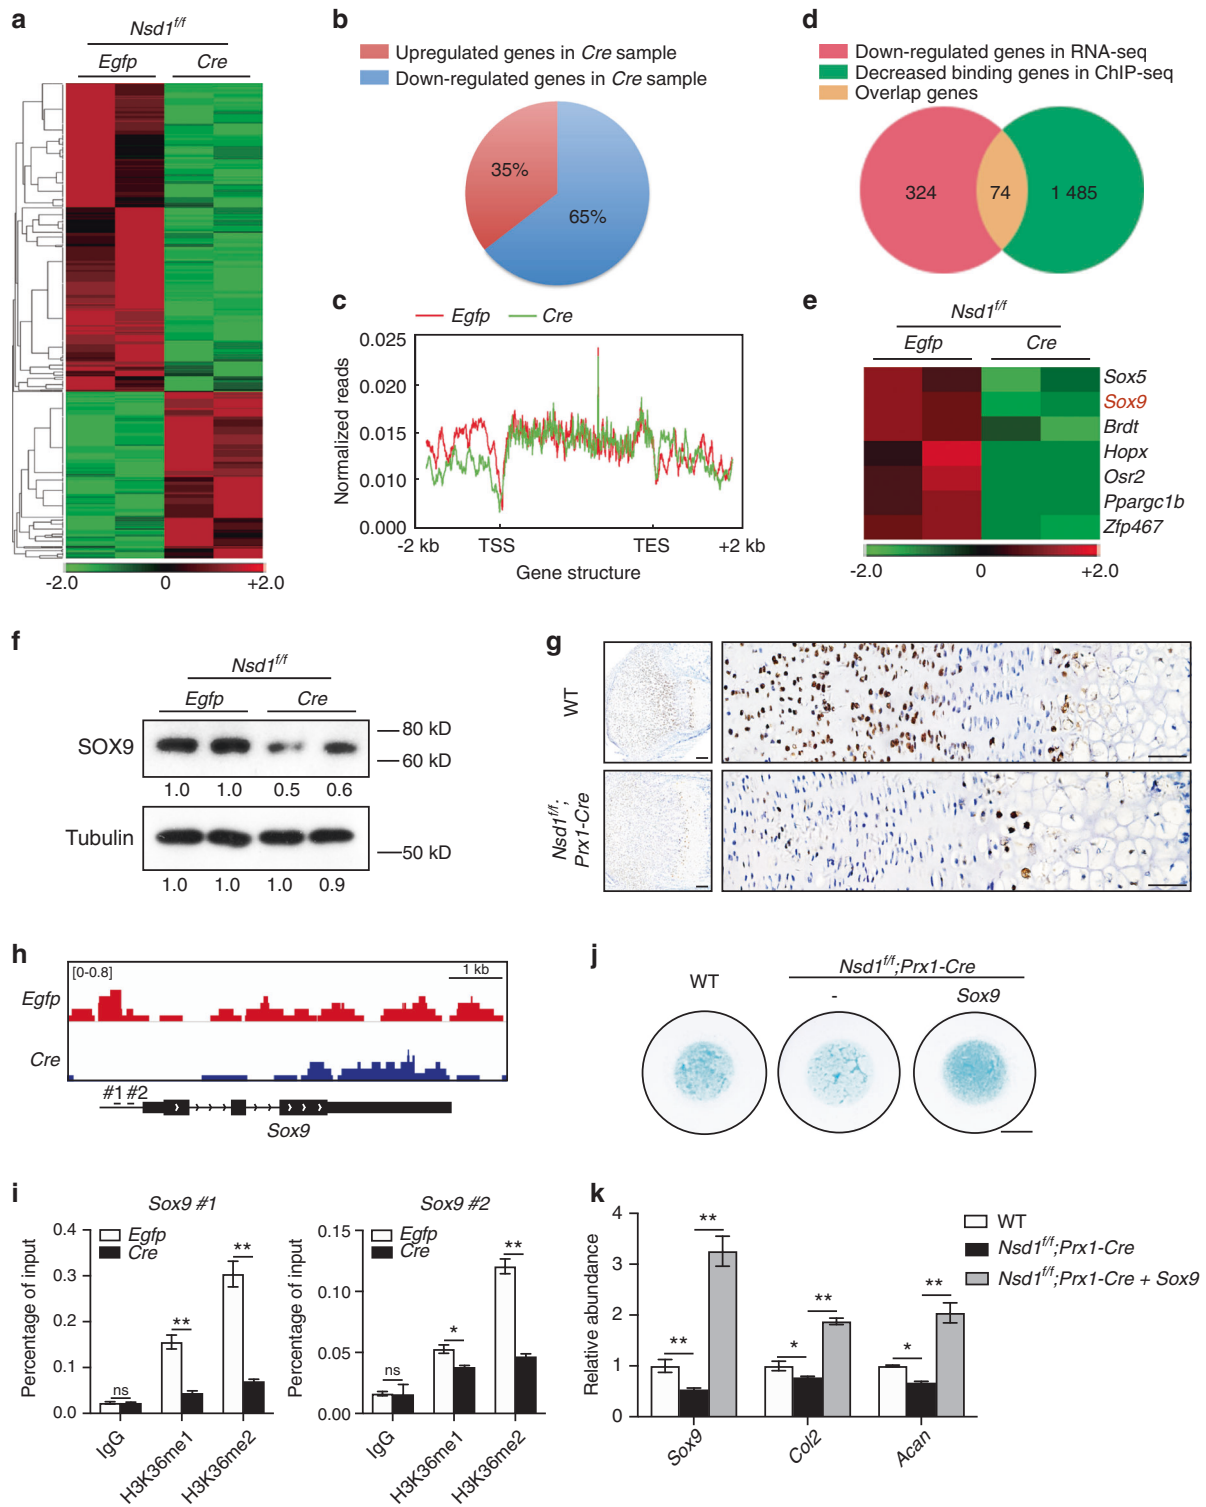 a
Nsd1f/f
Egfp Cre
-2.0 0 +2.0
b
Upregulated genes in Cre sample
Down-regulated genes in Cre sample
35%
65%
c
Egfp Cre
Normalized reads
0.025
0.020
0.015
0.010
0.000
-2 kb TSS TES +2 kb
Gene structure
d
Down-regulated genes in RNA-seq
Decreased binding genes in ChIP-seq
Overlap genes
324 74 1 485
e
Nsd1f/f
Egfp Cre
Sox5
Sox9
Brdt
Hopx
Osr2
Ppargc1b
Zfp467
-2.0 0 +2.0
f
Nsd1f/f
Egfp Cre
SOX9
80 kD
60 kD
1.0 1.0 0.5 0.6
Tubulin
50 kD
1.0 1.0 1.0 0.9
g
WT
Nsd1f/f;
Prx1-Cre
h
[0-0.8]
1 kb
Egfp
Cre
#1 #2
Sox9
i
Sox9 #1
Egfp
Cre
Percentage of input
0.4
0.3
0.2
0.1
0.0
ns
**
**
IgG
H3K36me1
H3K36me2
Sox9 #2
Egfp
Cre
Percentage of input
0.15
0.10
0.05
0.00
ns
*
**
IgG
H3K36me1
H3K36me2
j
WT
Nsd1f/f;Prx1-Cre
- Sox9
k
Relative abundance
4
3
2
1
0
** **
* **
* **
Sox9
Col2
Acan
WT
Nsd1f/f;Prx1-Cre
Nsd1f/f;Prx1-Cre + Sox9